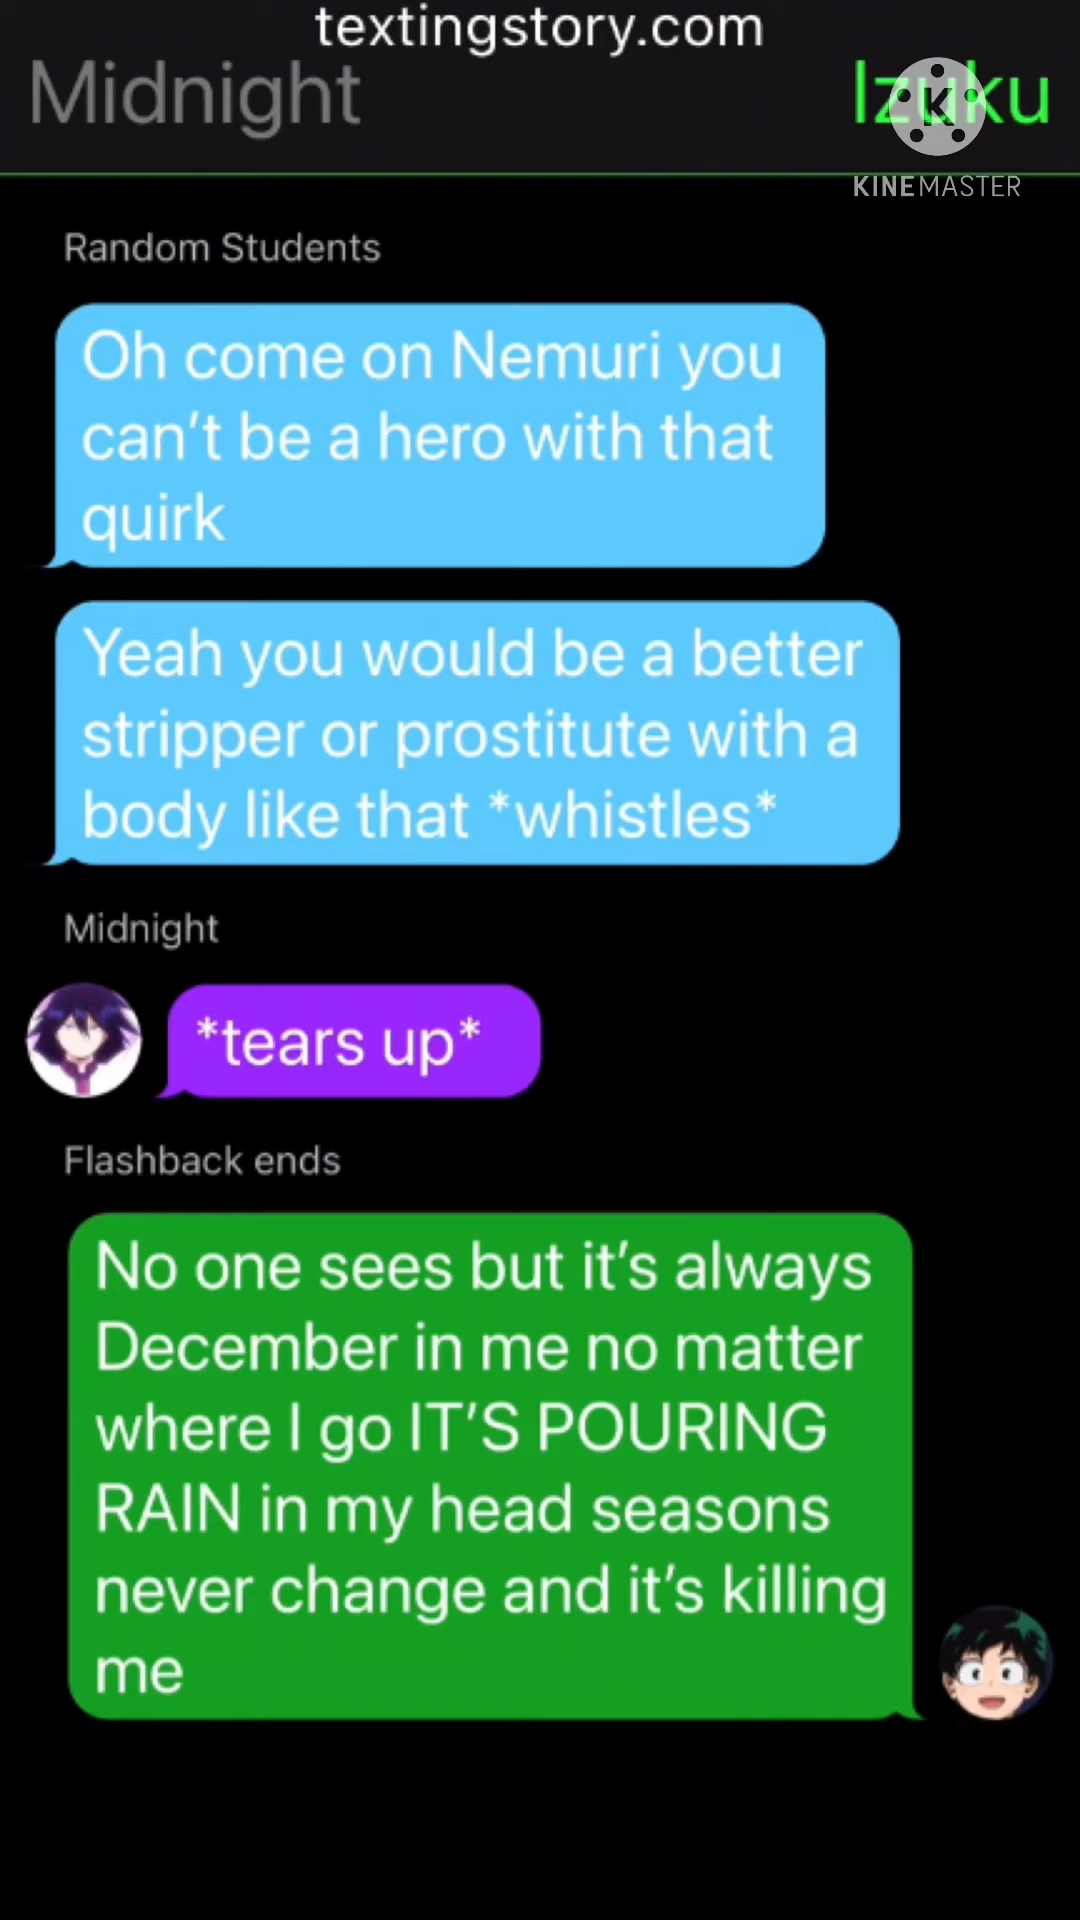 textingstory.com
Midnight
Izuku
K
KINEMASTER
Random Students
Oh come on Nemuri you
can’t be a hero with that
quirk
Yeah you would be a better
stripper or prostitute with a
body like that *whistles*
Midnight
*tears up*
Flashback ends
No one sees but it’s always
December in me no matter
where I go IT’S POURING
RAIN in my head seasons
never change and it’s killing
me